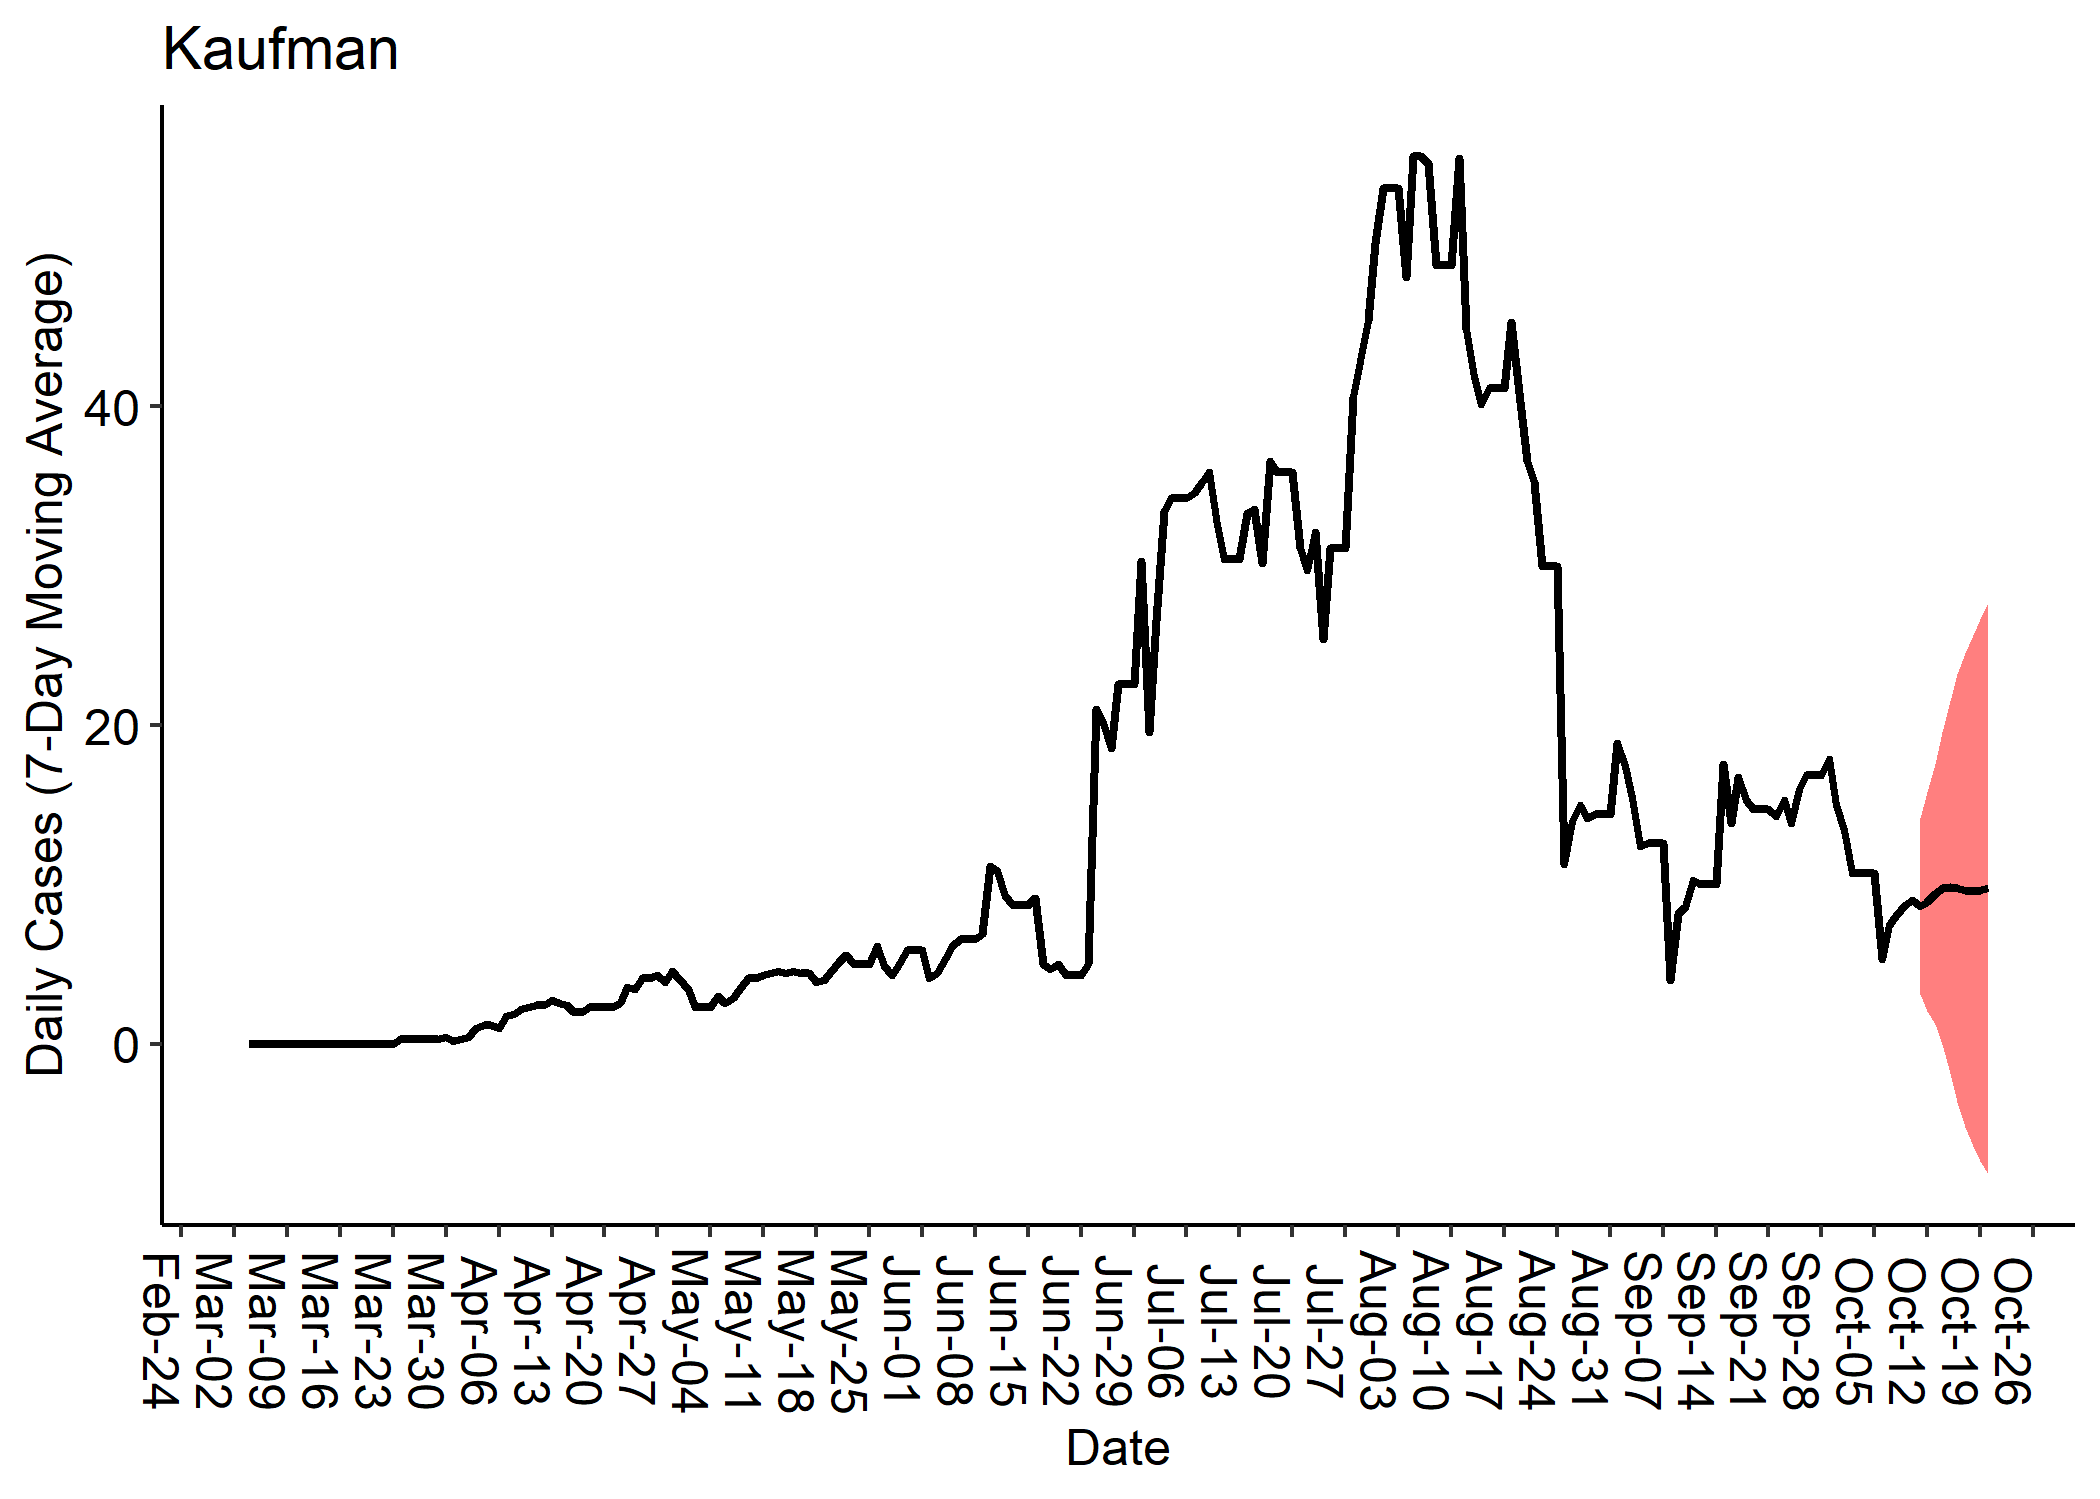 Kaufman
Daily Cases (7-Day Moving Average)
40
20
0
Feb-24
Mar-02
Mar-09
Mar-16
Mar-23
Mar-30
Apr-06
Apr-13
Apr-20
Apr-27
May-04
May-11
May-18
May-25
Jun-01
Jun-08
Jun-15
Jun-22
Jun-29
Jul-06
Jul-13
Jul-20
Jul-27
Aug-03
Aug-10
Aug-17
Aug-24
Aug-31
Sep-07
Sep-14
Sep-21
Sep-28
Oct-05
Oct-12
Oct-19
Oct-26
Date